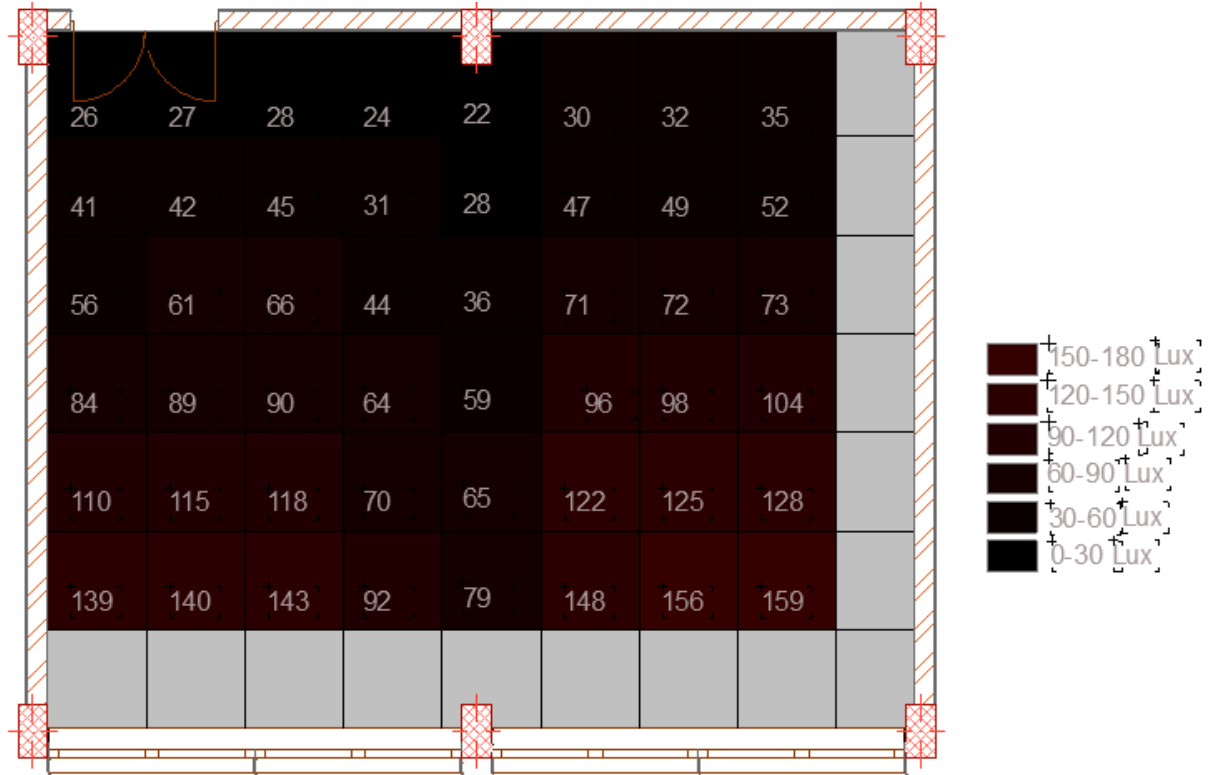 26 27 28 24 22 30 32 35
41 42 45 31 28 47 49 52
56 61 66 44 36 71 72 73
84 89 90 64 59 96 98 104
110 115 118 70 65 122 125 128
139 140 143 92 79 148 156 159
150-180 Lux
120-150 Lux
90-120 Lux
60-90 Lux
30-60 Lux
0-30 Lux